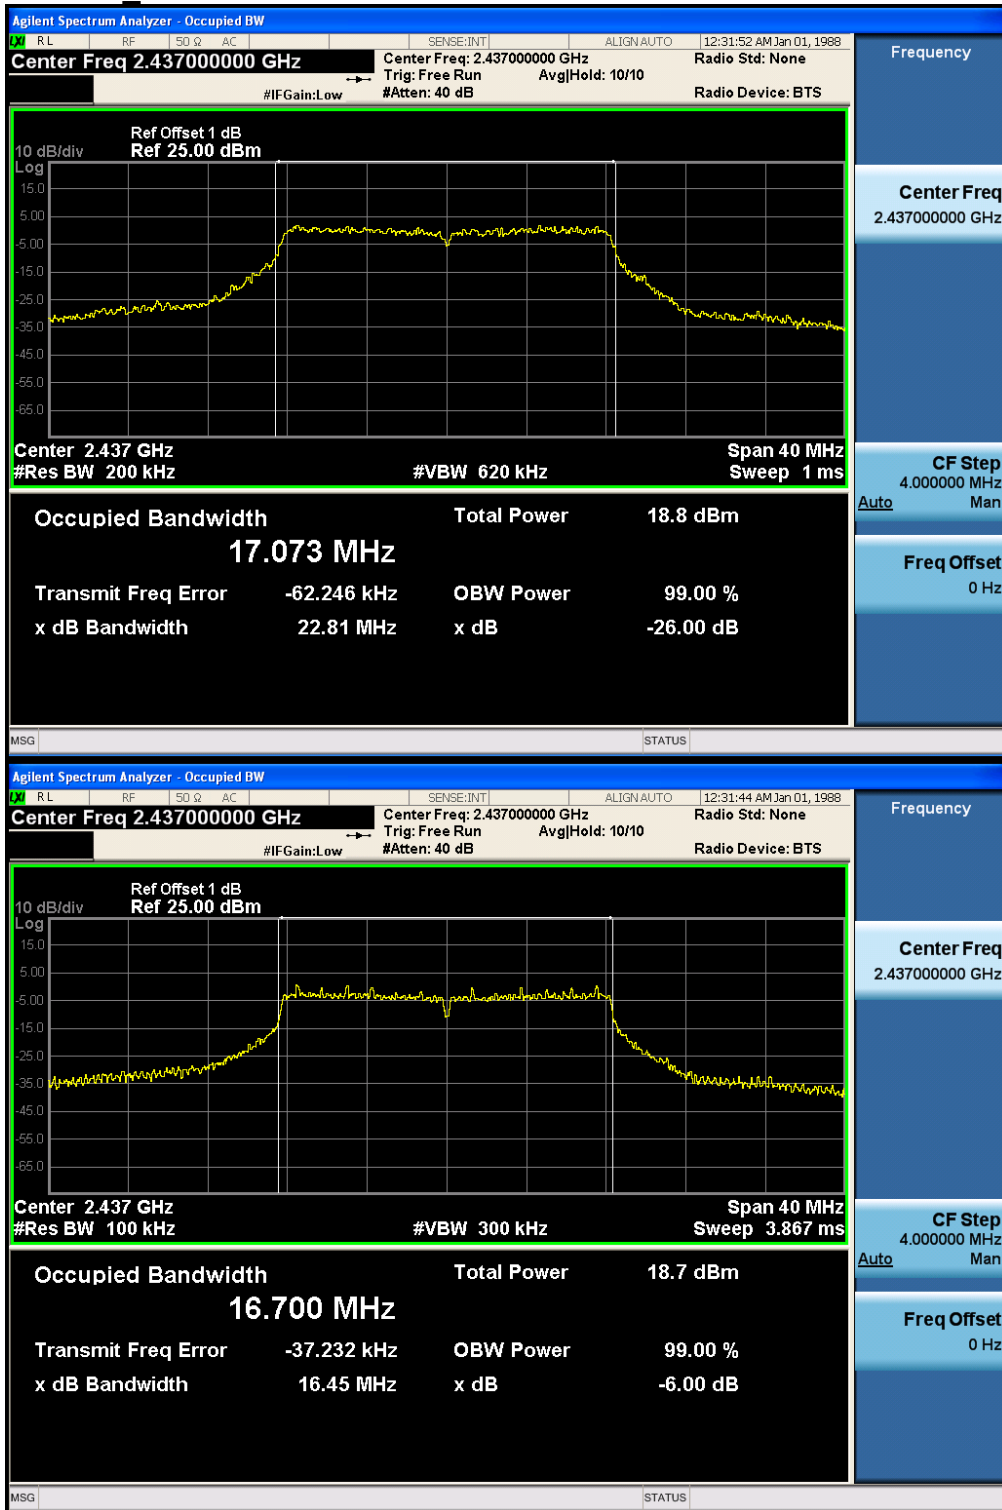 Agilent Spectrum Analyzer - Occupied BW
LXI RL RF 50 Ω AC SENSE:INT ALIGN AUTO 12:31:52 AM Jan 01, 1988
Center Freq 2.437000000 GHz
Center Freq: 2.437000000 GHz
Radio Std: None
Trig: Free Run Avg|Hold: 10/10
#IFGain:Low #Atten: 40 dB
Radio Device: BTS
Frequency
Ref Offset 1 dB
10 dB/div Ref 25.00 dBm
Log
15.0
5.00
-5.00
-15.0
-25.0
-35.0
-45.0
-55.0
-65.0
Center 2.437 GHz Span 40 MHz
#Res BW 200 kHz #VBW 620 kHz Sweep 1 ms
Center Freq
2.437000000 GHz
CF Step
4.000000 MHz
Auto Man
Freq Offset
0 Hz
Occupied Bandwidth Total Power 18.8 dBm
17.073 MHz
Transmit Freq Error -62.246 kHz OBW Power 99.00 %
x dB Bandwidth 22.81 MHz x dB -26.00 dB
MSG STATUS
Agilent Spectrum Analyzer - Occupied BW
LXI RL RF 50 Ω AC SENSE:INT ALIGN AUTO 12:31:44 AM Jan 01, 1988
Center Freq 2.437000000 GHz
Center Freq: 2.437000000 GHz
Radio Std: None
Trig: Free Run Avg|Hold: 10/10
#IFGain:Low #Atten: 40 dB
Radio Device: BTS
Frequency
Ref Offset 1 dB
10 dB/div Ref 25.00 dBm
Log
15.0
5.00
-5.00
-15.0
-25.0
-35.0
-45.0
-55.0
-65.0
Center 2.437 GHz Span 40 MHz
#Res BW 100 kHz #VBW 300 kHz Sweep 3.867 ms
Center Freq
2.437000000 GHz
CF Step
4.000000 MHz
Auto Man
Freq Offset
0 Hz
Occupied Bandwidth Total Power 18.7 dBm
16.700 MHz
Transmit Freq Error -37.232 kHz OBW Power 99.00 %
x dB Bandwidth 16.45 MHz x dB -6.00 dB
MSG STATUS